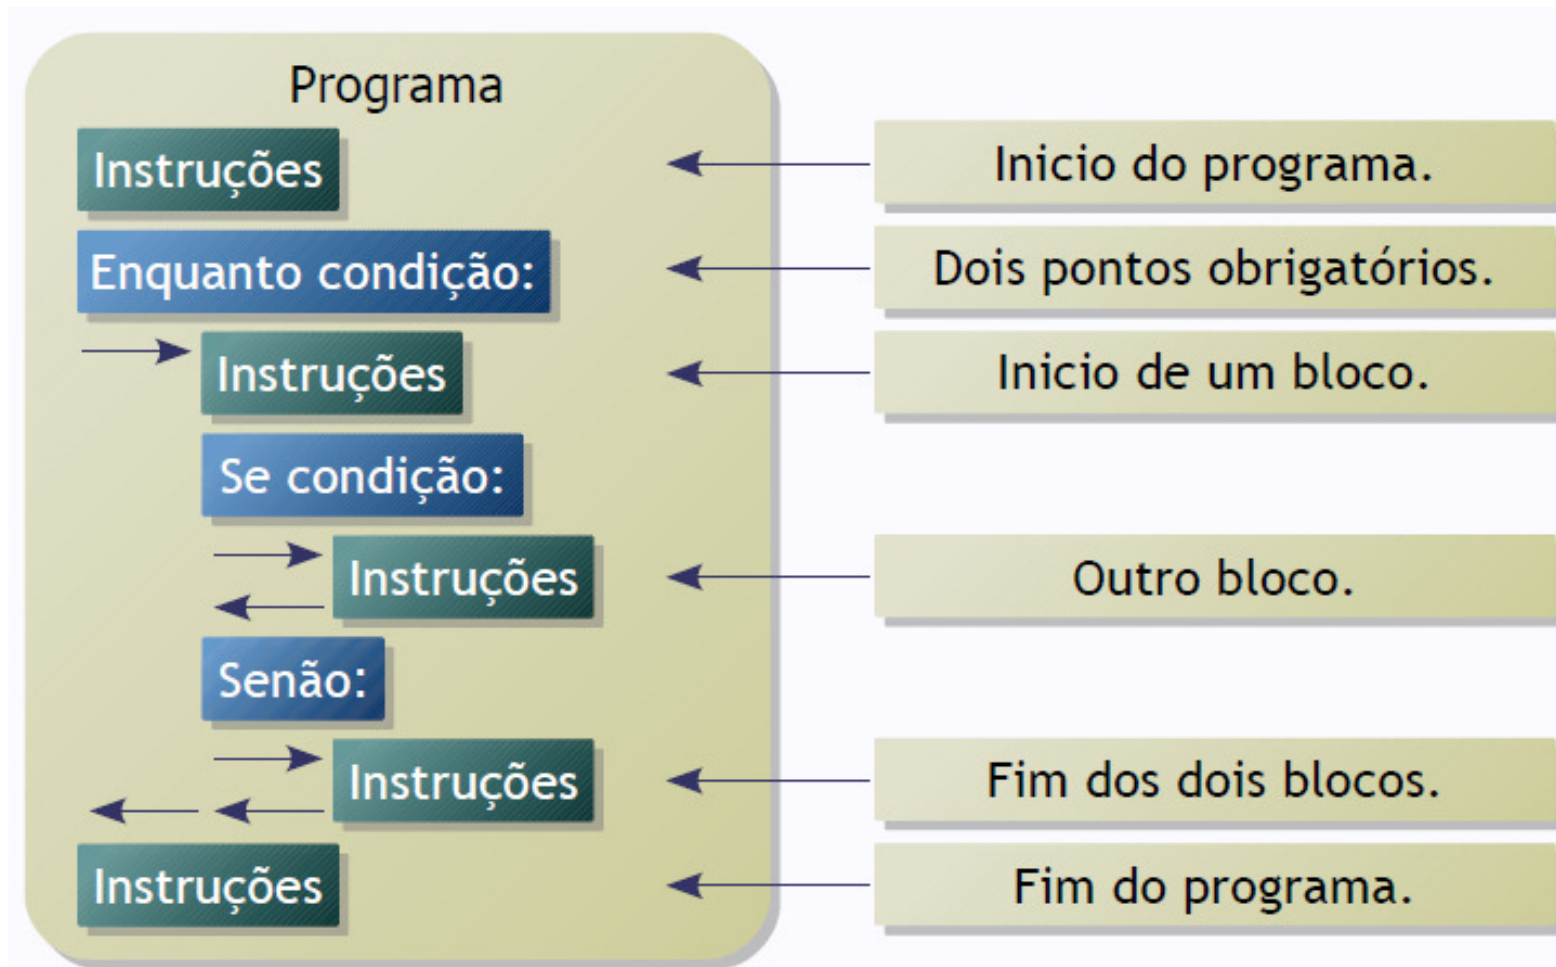 Programa
Instruções
Inicio do programa.
Enquanto condição:
Dois pontos obrigatórios.
Instruções
Inicio de um bloco.
Se condição:
Instruções
Outro bloco.
Senão:
Instruções
Fim dos dois blocos.
Instruções
Fim do programa.